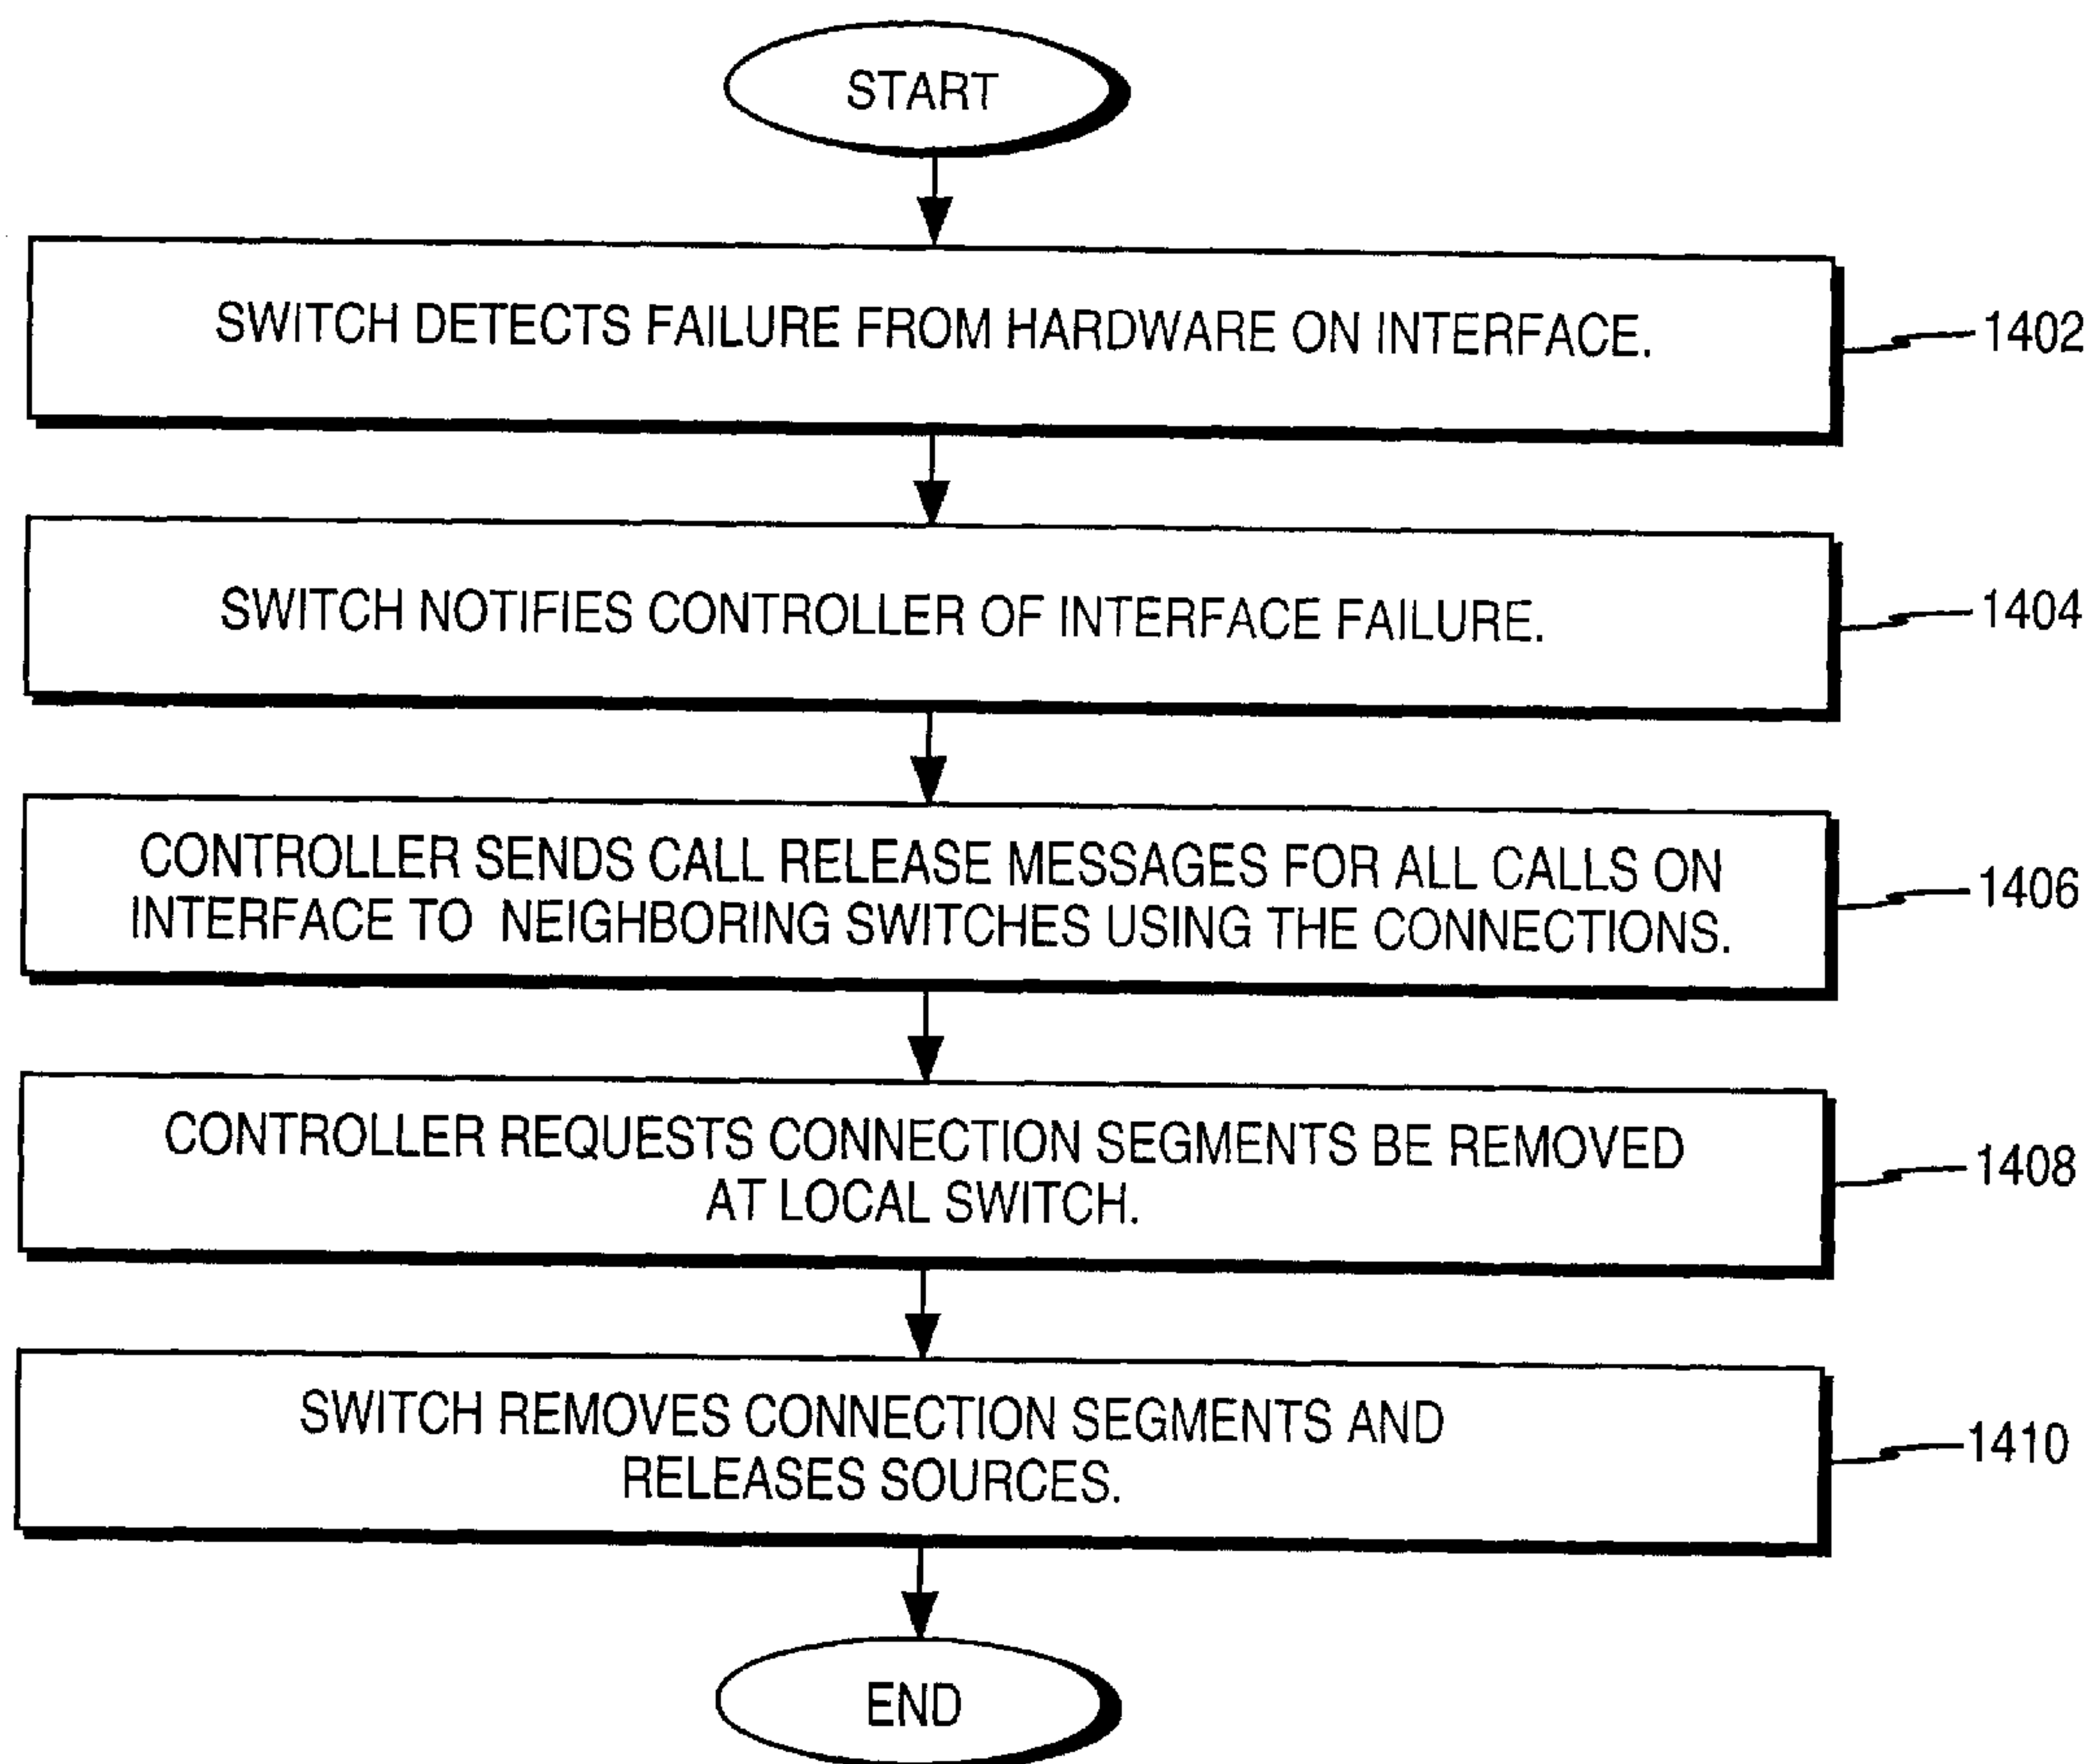 START
SWITCH DETECTS FAILURE FROM HARDWARE ON INTERFACE.
1402
SWITCH NOTIFIES CONTROLLER OF INTERFACE FAILURE.
1404
CONTROLLER SENDS CALL RELEASE MESSAGES FOR ALL CALLS ON
INTERFACE TO NEIGHBORING SWITCHES USING THE CONNECTIONS.
1406
CONTROLLER REQUESTS CONNECTION SEGMENTS BE REMOVED
AT LOCAL SWITCH.
1408
SWITCH REMOVES CONNECTION SEGMENTS AND
RELEASES SOURCES.
1410
END